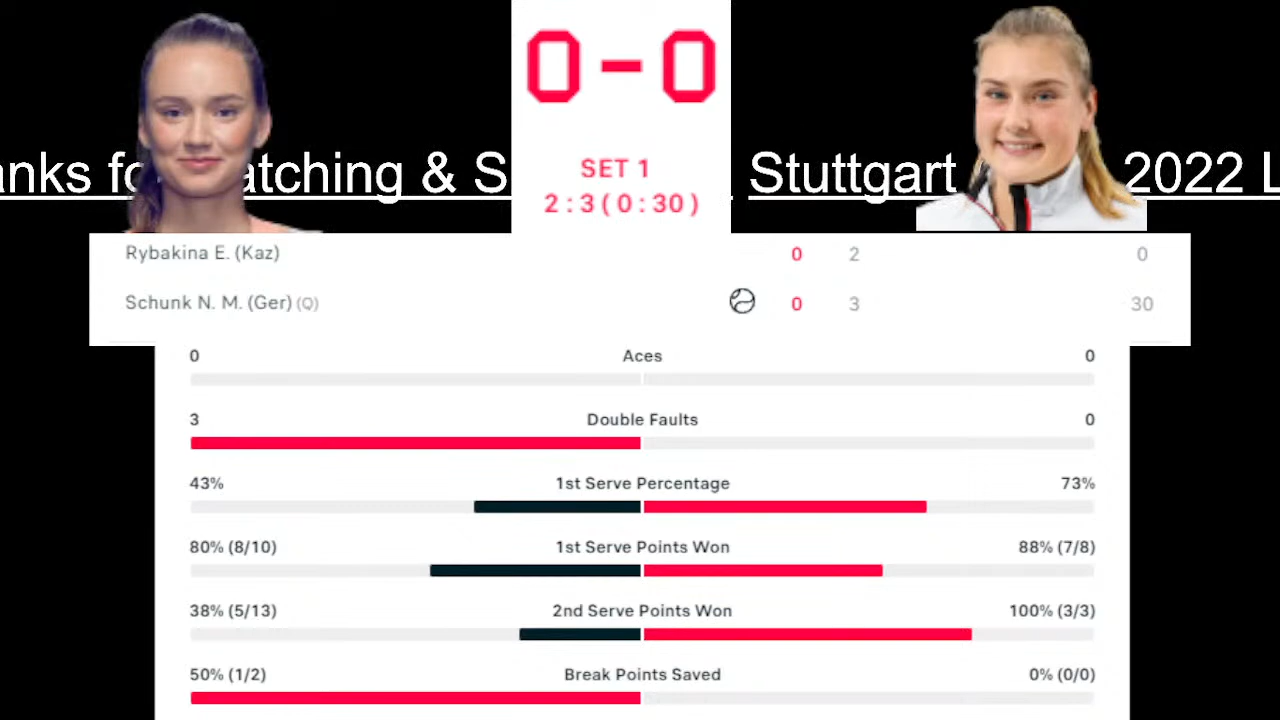 0 - 0
anks fo atching & S Stuttgart 2022 L
SET 1
2 : 3 ( 0 : 30 )
Rybakina E. (Kaz) 0 2 0
Schunk N. M. (Ger) (Q) 0 3 30
0 Aces 0
3 Double Faults 0
43% 1st Serve Percentage 73%
80% (8/10) 1st Serve Points Won 88% (7/8)
38% (5/13) 2nd Serve Points Won 100% (3/3)
50% (1/2) Break Points Saved 0% (0/0)